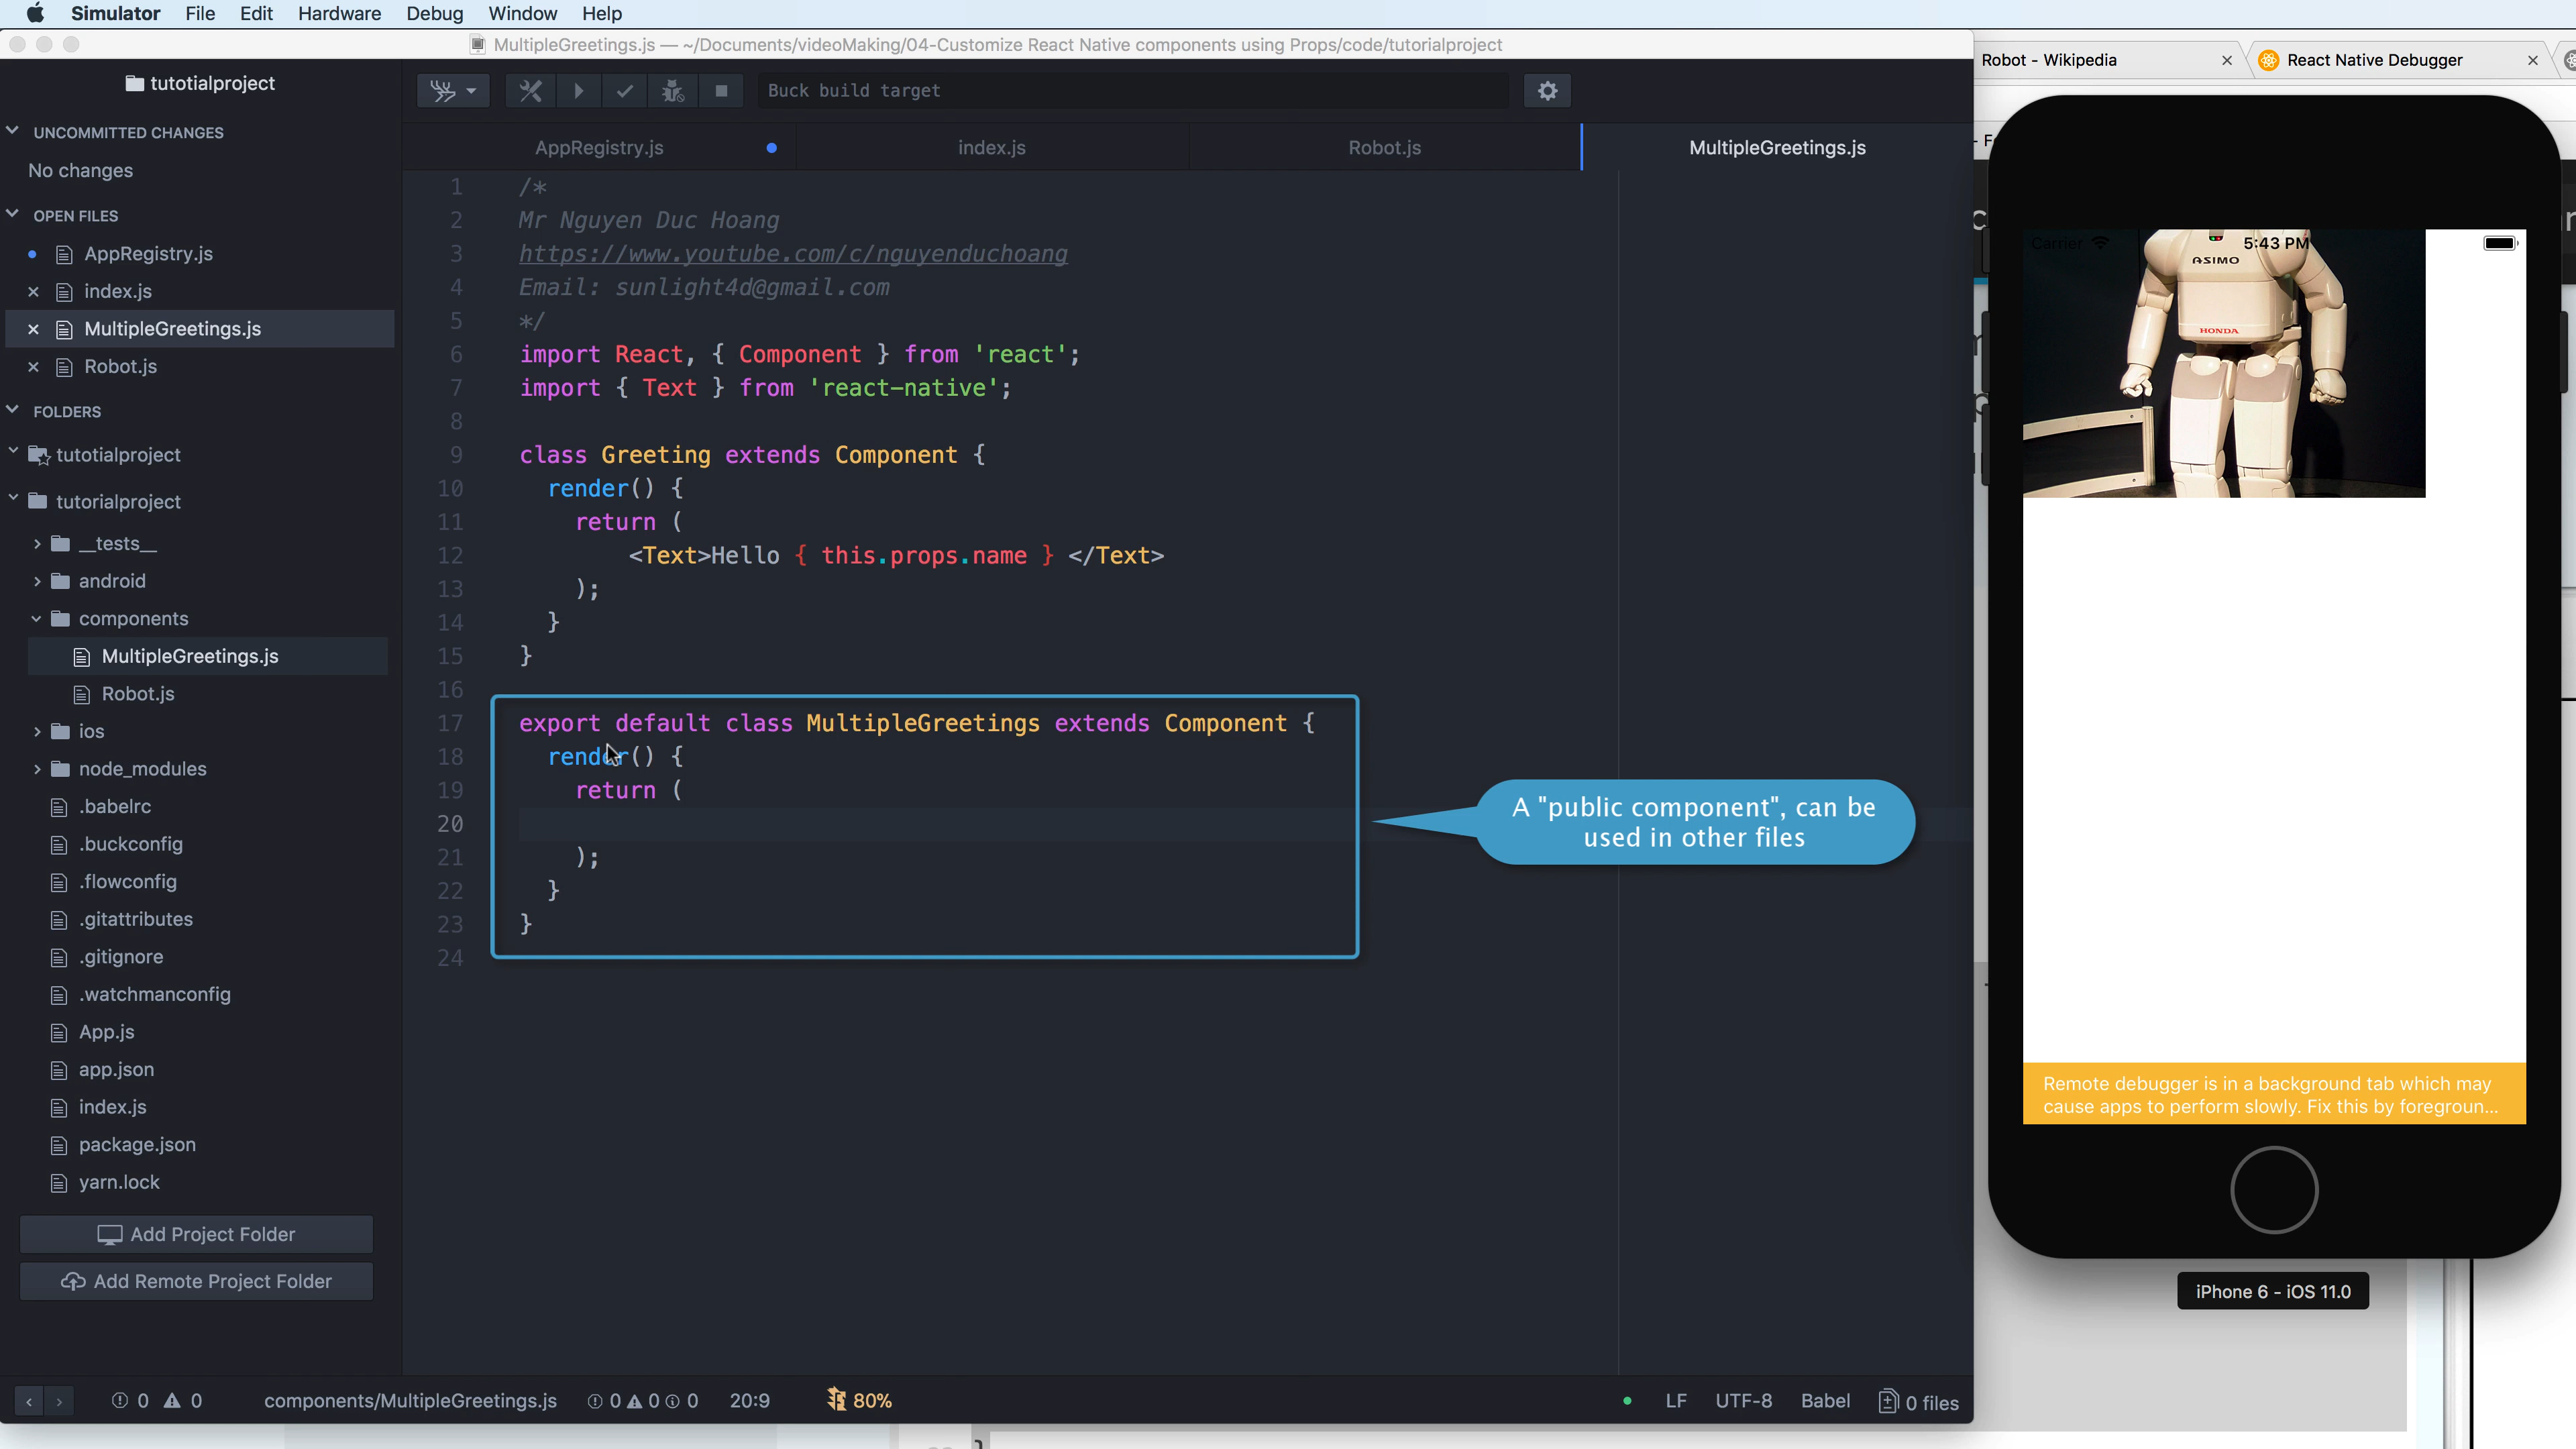 Simulator File Edit Hardware Debug Window Help
MultipleGreetings.js — ~/Documents/videoMaking/04-Customize React Native components using Props/code/tutorialproject
tutotialproject
UNCOMMITTED CHANGES
No changes
OPEN FILES
AppRegistry.js
index.js
MultipleGreetings.js
Robot.js
FOLDERS
tutotialproject
tutorialproject
__tests__
android
components
MultipleGreetings.js
Robot.js
ios
node_modules
.babelrc
.buckconfig
.flowconfig
.gitattributes
.gitignore
.watchmanconfig
App.js
app.json
index.js
package.json
yarn.lock
Add Project Folder
Add Remote Project Folder
Buck build target
AppRegistry.js index.js Robot.js MultipleGreetings.js
1 /*
2 Mr Nguyen Duc Hoang
3 https://www.youtube.com/c/nguyenduchoang
4 Email: sunlight4d@gmail.com
5 */
6 import React, { Component } from 'react';
7 import { Text } from 'react-native';
8
9 class Greeting extends Component {
10 render() {
11 return (
12 <Text>Hello { this.props.name } </Text>
13 );
14 }
15 }
16
17 export default class MultipleGreetings extends Component {
18 render() {
19 return (
20
21 );
22 }
23 }
24
A "public component", can be
used in other files
0 0 components/MultipleGreetings.js 0 0 0 20:9 80%
LF UTF-8 Babel 0 files
Robot - Wikipedia
React Native Debugger
Carrier 5:43 PM
ASIMO
HONDA
Remote debugger is in a background tab which may
cause apps to perform slowly. Fix this by foregroun...
iPhone 6 - iOS 11.0